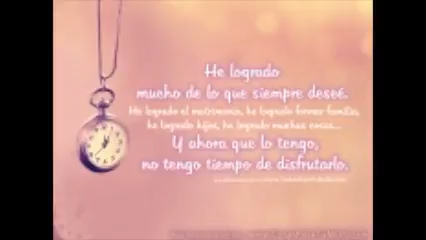 He logrado
mucho de lo que siempre deseé.
He logrado el matrimonio, he logrado formar familia,
he logrado hijos, he logrado muchas cosas...
Y ahora que lo tengo,
no tengo tiempo de disfrutarlo.